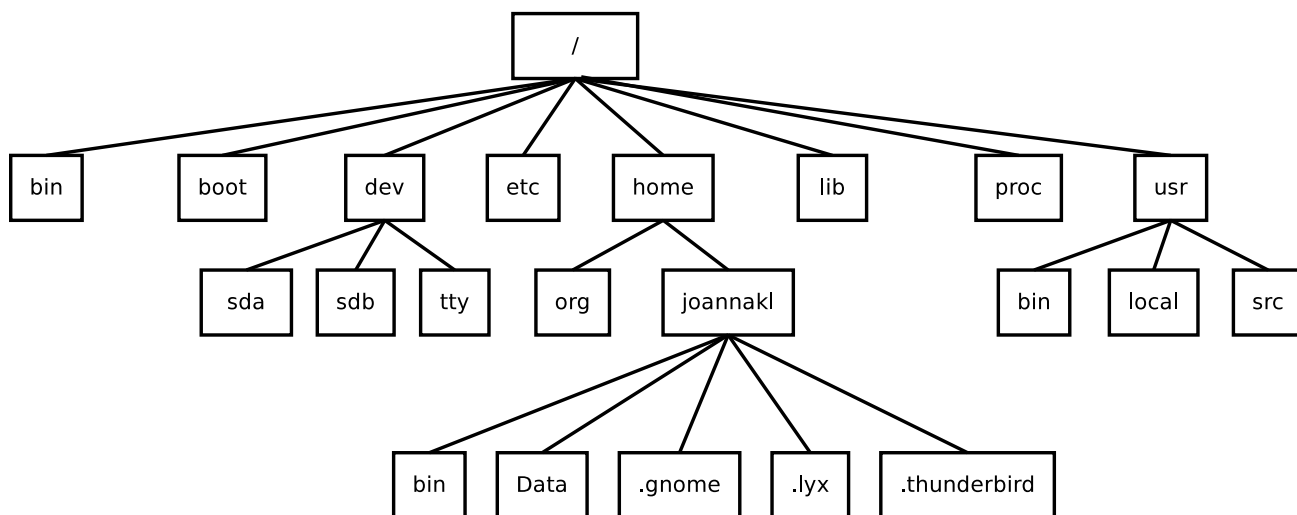 /
bin boot dev etc home lib proc usr
sda sdb tty org joannakl bin local src
bin Data .gnome .lyx .thunderbird